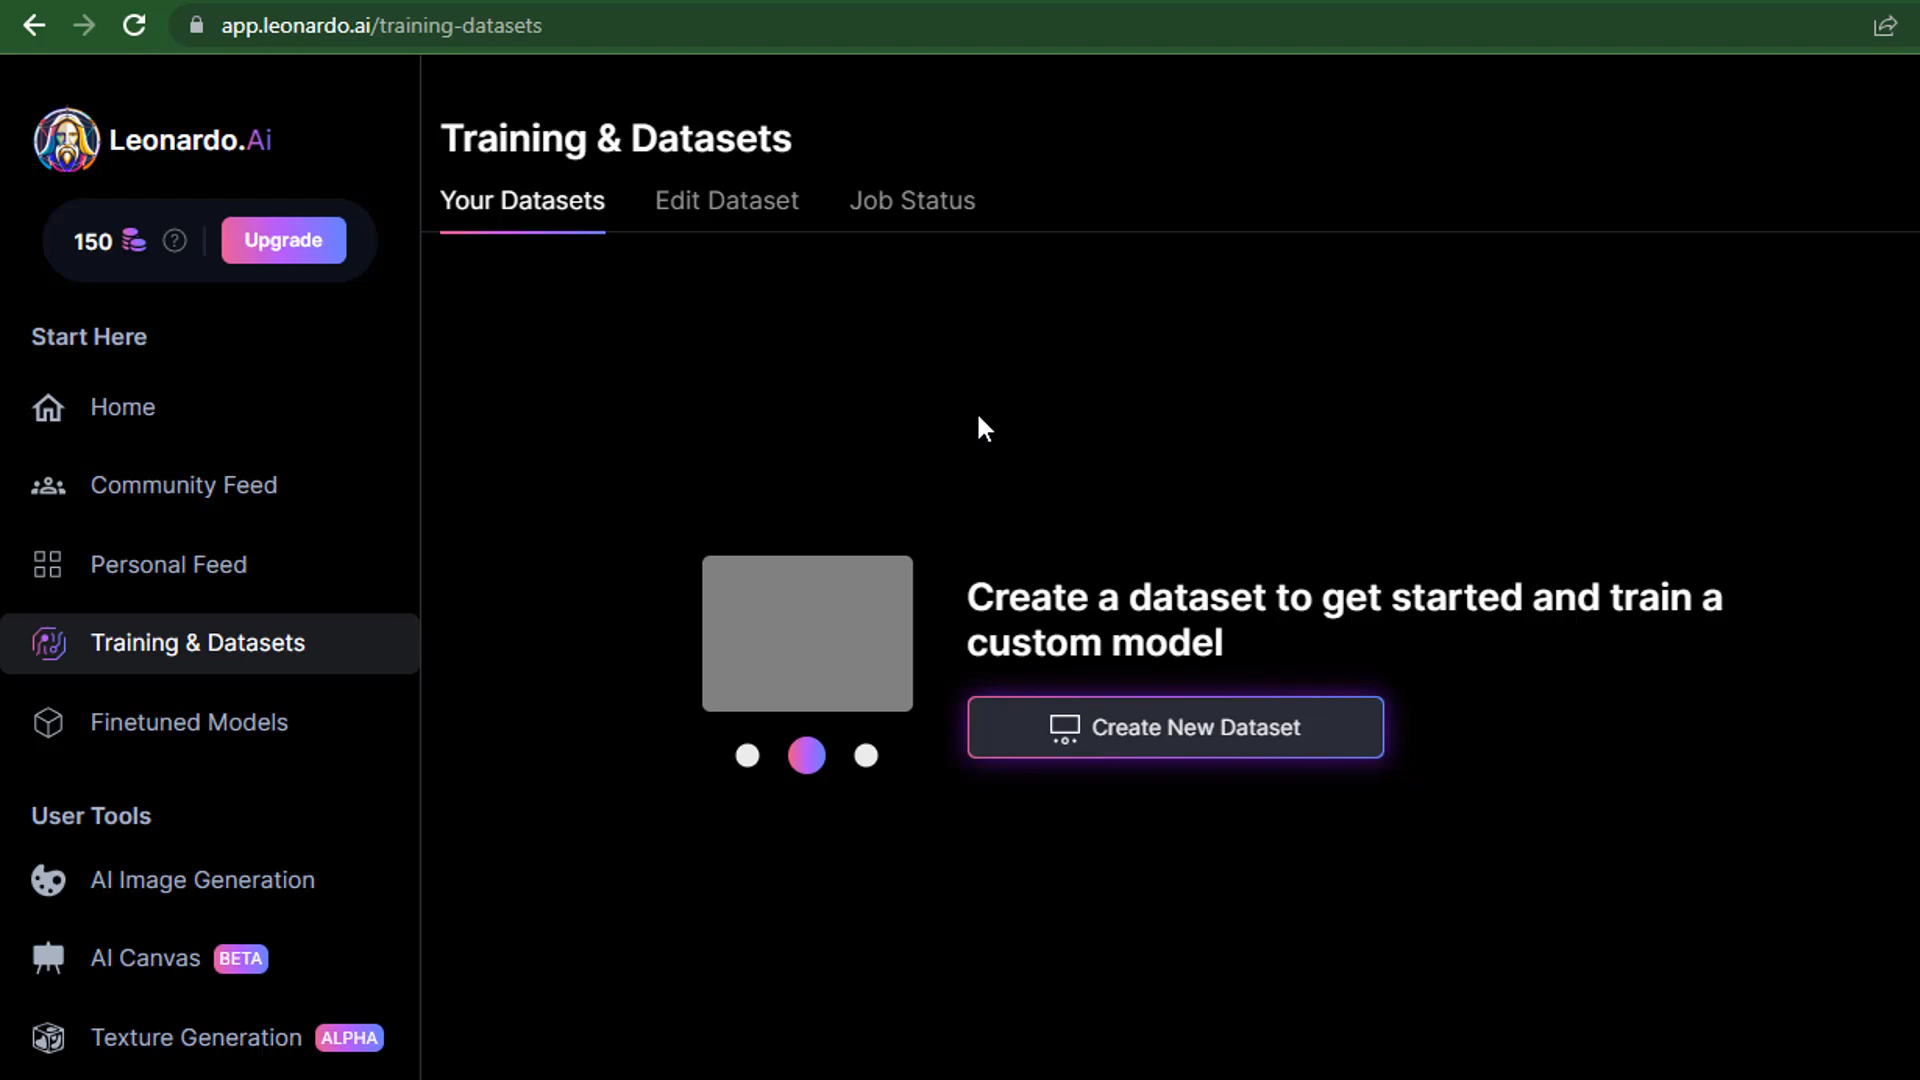 app.leonardo.ai/training-datasets
Leonardo.Ai
150 ? Upgrade
Start Here
Home
Community Feed
Personal Feed
Training & Datasets
Finetuned Models
User Tools
AI Image Generation
AI Canvas BETA
Texture Generation ALPHA
Training & Datasets
Your Datasets Edit Dataset Job Status
Create a dataset to get started and train a
custom model
Create New Dataset